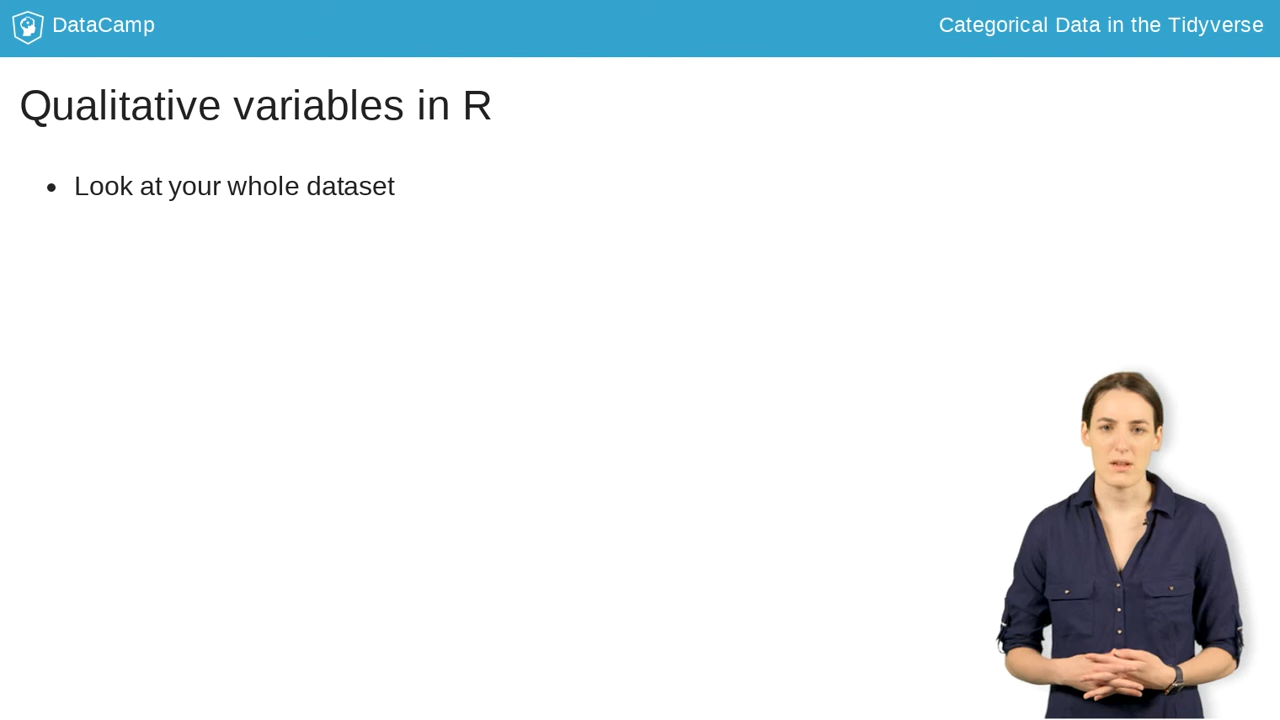 DataCamp
Categorical Data in the Tidyverse
Qualitative variables in R
Look at your whole dataset